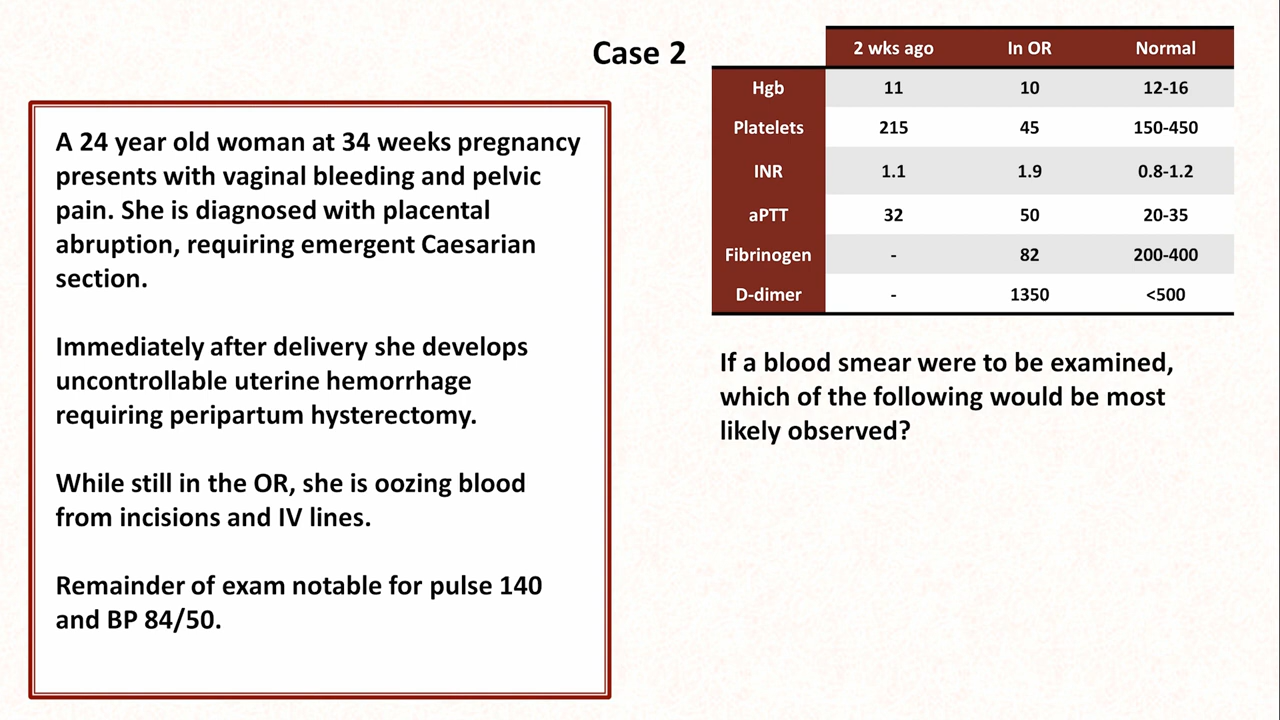 Case 2
A 24 year old woman at 34 weeks pregnancy
presents with vaginal bleeding and pelvic
pain. She is diagnosed with placental
abruption, requiring emergent Caesarian
section.
Immediately after delivery she develops
uncontrollable uterine hemorrhage
requiring peripartum hysterectomy.
While still in the OR, she is oozing blood
from incisions and IV lines.
Remainder of exam notable for pulse 140
and BP 84/50.
2 wks ago In OR Normal
Hgb 11 10 12-16
Platelets 215 45 150-450
INR 1.1 1.9 0.8-1.2
aPTT 32 50 20-35
Fibrinogen - 82 200-400
D-dimer - 1350 <500
If a blood smear were to be examined,
which of the following would be most
likely observed?